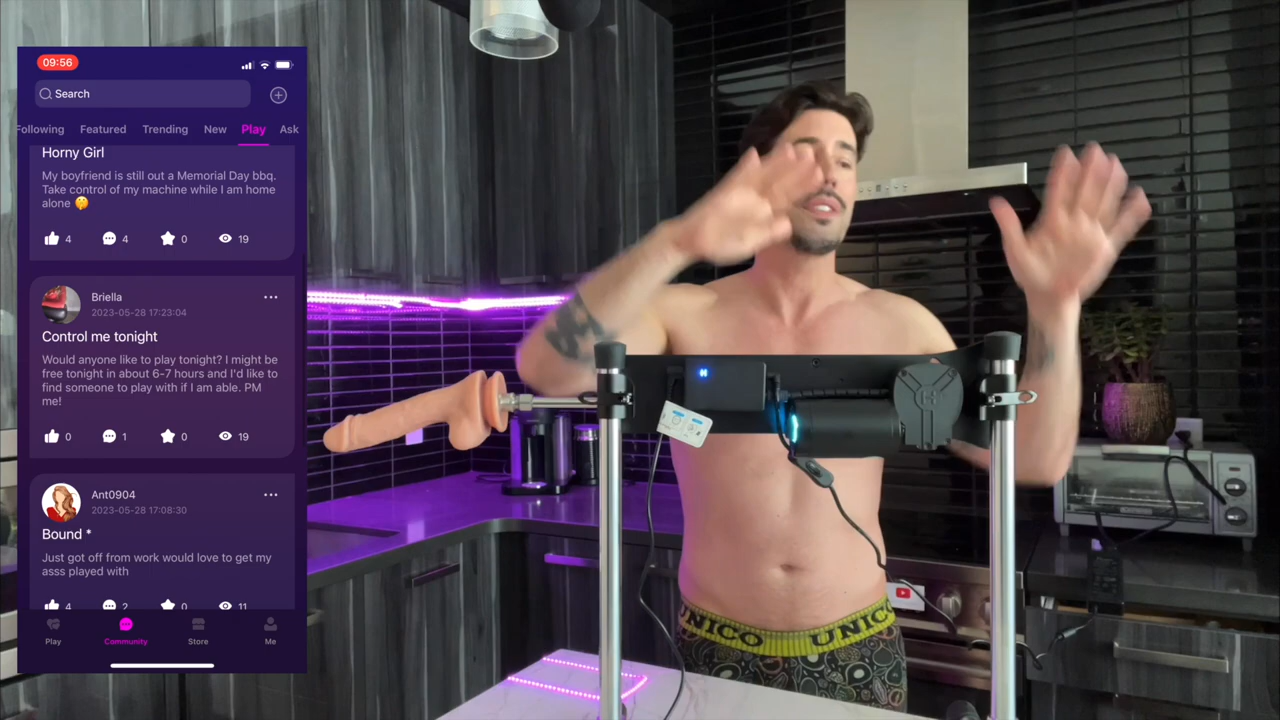 09:56
Search
Following Featured Trending New Play Ask
Horny Girl
My boyfriend is still out a Memorial Day bbq.
Take control of my machine while I am home
alone 🤫
4 4 0 19
Briella
2023-05-28 17:23:04
Control me tonight
Would anyone like to play tonight? I might be
free tonight in about 6-7 hours and I'd like to
find someone to play with if I am able. PM
me!
0 1 0 19
Ant0904
2023-05-28 17:08:30
Bound *
Just got off from work would love to get my
asss played with
4 2 0 11
Play Community Store Me
UNICO UNIC